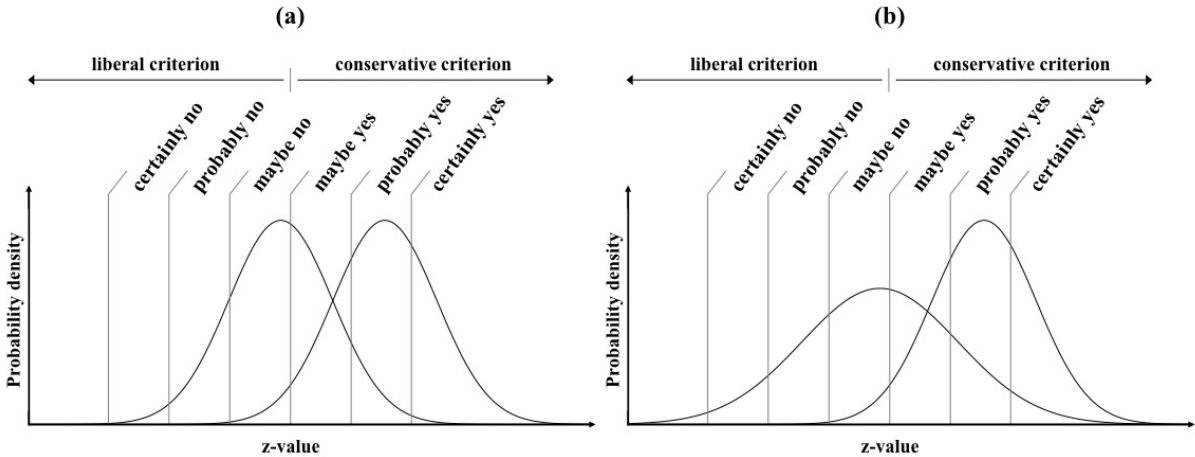 (a)
liberal criterion
conservative criterion
certainly no
probably no
maybe no
maybe yes
probably yes
certainly yes
Probability density
z-value
(b)
liberal criterion
conservative criterion
certainly no
probably no
maybe no
maybe yes
probably yes
certainly yes
Probability density
z-value